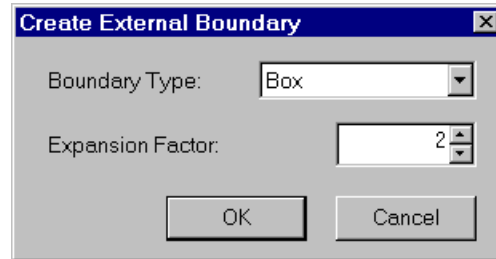 Create External Boundary
Boundary Type: Box
Expansion Factor: 2
OK Cancel